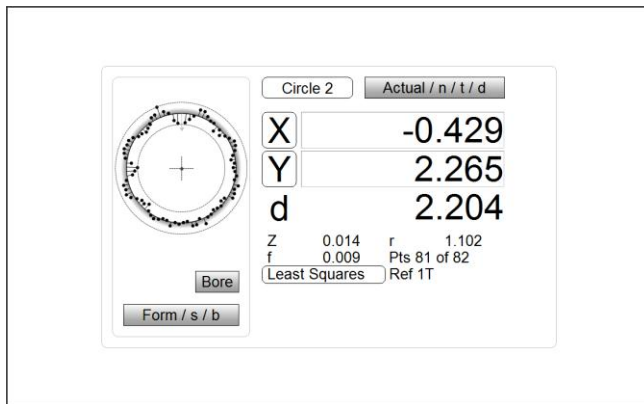 Circle 2 Actual / n / t / d
X -0.429
Y 2.265
d 2.204
Z 0.014 r 1.102
f 0.009 Pts 81 of 82
Least Squares Ref 1T
Bore
Form / s / b